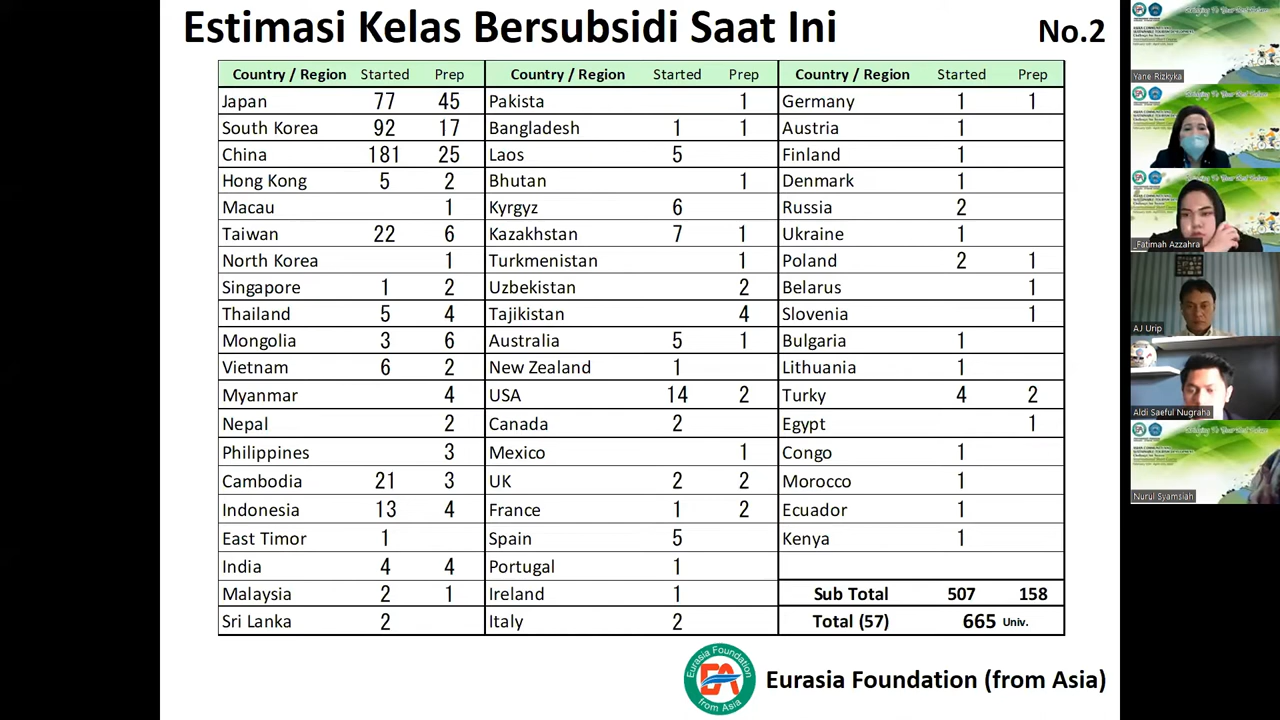 Estimasi Kelas Bersubsidi Saat Ini
No.2
Country / Region Started Prep Country / Region Started Prep Country / Region Started Prep
Japan 77 45 Pakista 1 Germany 1 1
South Korea 92 17 Bangladesh 1 1 Austria 1
China 181 25 Laos 5 Finland 1
Hong Kong 5 2 Bhutan 1 Denmark 1
Macau 1 Kyrgyz 6 Russia 2
Taiwan 22 6 Kazakhstan 7 1 Ukraine 1
North Korea 1 Turkmenistan 1 Poland 2 1
Singapore 1 2 Uzbekistan 2 Belarus 1
Thailand 5 4 Tajikistan 4 Slovenia 1
Mongolia 3 6 Australia 5 1 Bulgaria 1
Vietnam 6 2 New Zealand 1 Lithuania 1
Myanmar 4 USA 14 2 Turky 4 2
Nepal 2 Canada 2 Egypt 1
Philippines 3 Mexico 1 Congo 1
Cambodia 21 3 UK 2 2 Morocco 1
Indonesia 13 4 France 1 2 Ecuador 1
East Timor 1 Spain 5 Kenya 1
India 4 4 Portugal 1
Malaysia 2 1 Ireland 1 Sub Total 507 158
Sri Lanka 2 Italy 2 Total (57) 665 Univ.
Eurasia Foundation
EA
from Asia
Eurasia Foundation (from Asia)
Yane Rizkyka
_Fatimah Azzahra
AJ Urip
Aldi Saeful Nugraha
Nurul Syamsiah